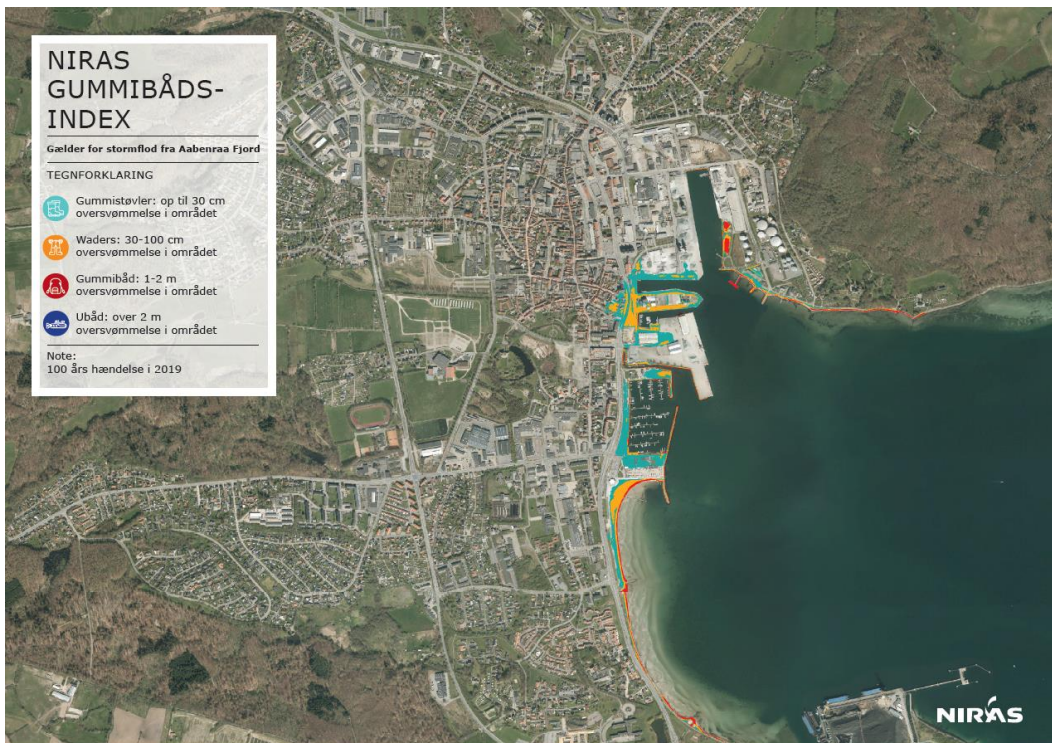 NIRAS
GUMMIBÅDS-
INDEX
Gælder for stormflod fra Aabenraa Fjord
TEGNFORKLARING
Gummistøvler: op til 30 cm
oversvømmelse i området
Waders: 30-100 cm
oversvømmelse i området
Gummibåd: 1-2 m
oversvømmelse i området
Ubåd: over 2 m
oversvømmelse i området
Note:
100 års hændelse i 2019
NIRAS